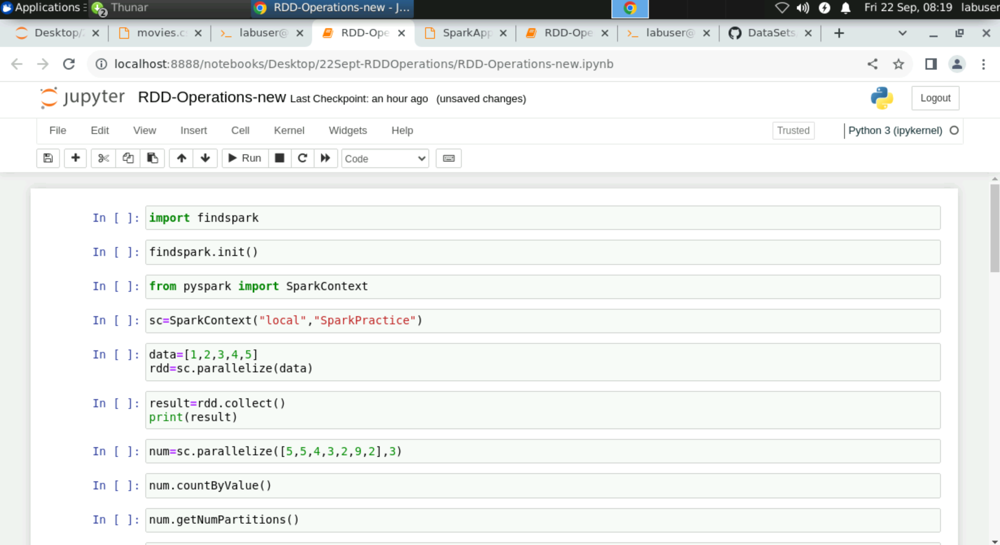 Applications Thunar RDD-Operations-new - J... Fri 22 Sep, 08:19 labuser
2
Desktop/ movies.c labuser@ RDD-Ope SparkApp RDD-Ope labuser@ DataSets
localhost:8888/notebooks/Desktop/22Sept-RDDOperations/RDD-Operations-new.ipynb
jupyter RDD-Operations-new Last Checkpoint: an hour ago (unsaved changes) Logout
File Edit View Insert Cell Kernel Widgets Help Trusted Python 3 (ipykernel)
Run Code
In [ ]: import findspark
In [ ]: findspark.init()
In [ ]: from pyspark import SparkContext
In [ ]: sc=SparkContext("local","SparkPractice")
In [ ]: data=[1,2,3,4,5]
rdd=sc.parallelize(data)
In [ ]: result=rdd.collect()
print(result)
In [ ]: num=sc.parallelize([5,5,4,3,2,9,2],3)
In [ ]: num.countByValue()
In [ ]: num.getNumPartitions()